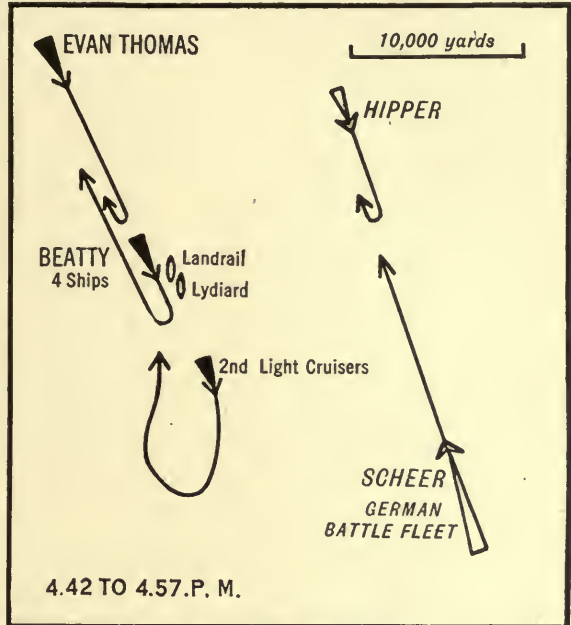 EVAN THOMAS
10,000 yards
HIPPER
BEATTY
4 Ships
Landrail
Lydiard
2nd Light Cruisers
SCHEER
GERMAN
BATTLE FLEET
4.42 TO 4.57.P. M.